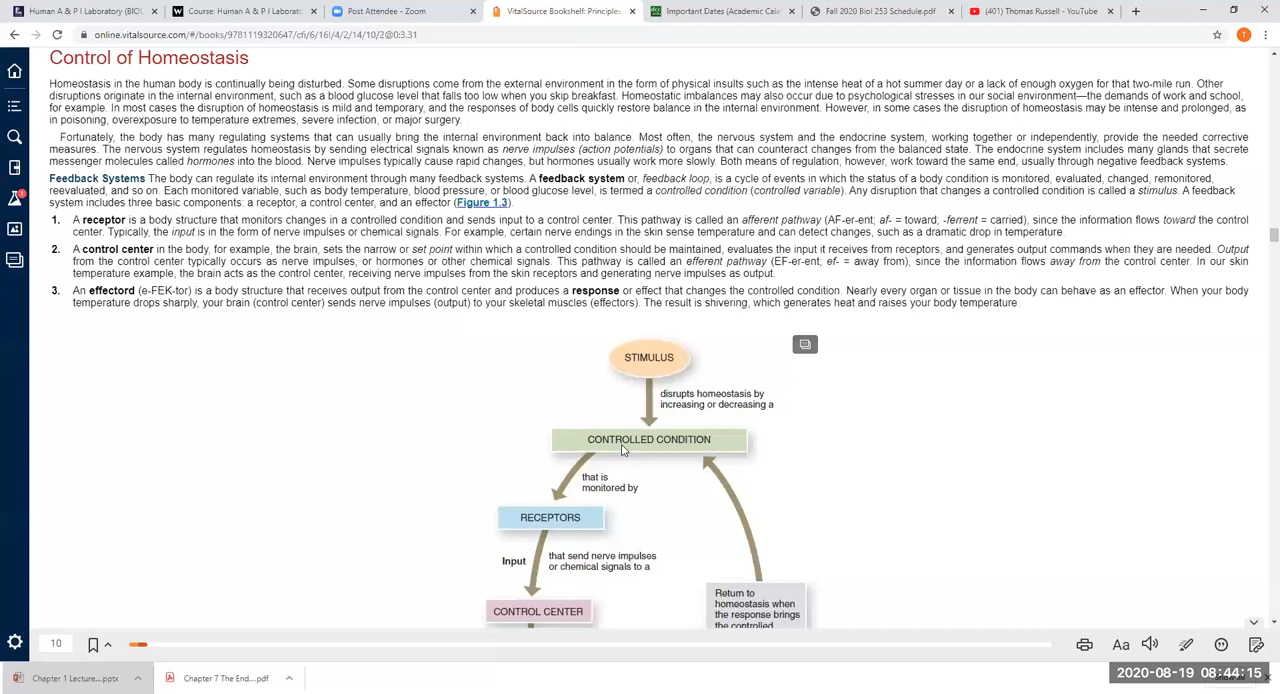 Human A & P I Laboratory (BIOL
Course: Human A & P I Laborato
Post Attendee - Zoom
VitalSource Bookshelf: Principles
Important Dates (Academic Cale
Fall 2020 Biol 253 Schedule.pdf
(401) Thomas Russell - YouTube
online.vitalsource.com/#/books/9781119320647/cfi/6/16!/4/2/14/10/2@0:3.31
T
Control of Homeostasis
Homeostasis in the human body is continually being disturbed. Some disruptions come from the external environment in the form of physical insults such as the intense heat of a hot summer day or a lack of enough oxygen for that two-mile run. Other
disruptions originate in the internal environment, such as a blood glucose level that falls too low when you skip breakfast. Homeostatic imbalances may also occur due to psychological stresses in our social environment—the demands of work and school,
for example. In most cases the disruption of homeostasis is mild and temporary, and the responses of body cells quickly restore balance in the internal environment. However, in some cases the disruption of homeostasis may be intense and prolonged, as
in poisoning, overexposure to temperature extremes, severe infection, or major surgery.
Fortunately, the body has many regulating systems that can usually bring the internal environment back into balance. Most often, the nervous system and the endocrine system, working together or independently, provide the needed corrective
measures. The nervous system regulates homeostasis by sending electrical signals known as nerve impulses (action potentials) to organs that can counteract changes from the balanced state. The endocrine system includes many glands that secrete
messenger molecules called hormones into the blood. Nerve impulses typically cause rapid changes, but hormones usually work more slowly. Both means of regulation, however, work toward the same end, usually through negative feedback systems.
Feedback Systems The body can regulate its internal environment through many feedback systems. A feedback system or, feedback loop, is a cycle of events in which the status of a body condition is monitored, evaluated, changed, remonitored,
reevaluated, and so on. Each monitored variable, such as body temperature, blood pressure, or blood glucose level, is termed a controlled condition (controlled variable). Any disruption that changes a controlled condition is called a stimulus. A feedback
system includes three basic components: a receptor, a control center, and an effector (Figure 1.3).
1. A receptor is a body structure that monitors changes in a controlled condition and sends input to a control center. This pathway is called an afferent pathway (AF-er-ent; af- = toward; -ferrent = carried), since the information flows toward the control
center. Typically, the input is in the form of nerve impulses or chemical signals. For example, certain nerve endings in the skin sense temperature and can detect changes, such as a dramatic drop in temperature.
2. A control center in the body, for example, the brain, sets the narrow or set point within which a controlled condition should be maintained, evaluates the input it receives from receptors, and generates output commands when they are needed. Output
from the control center typically occurs as nerve impulses, or hormones or other chemical signals. This pathway is called an efferent pathway (EF-er-ent; ef- = away from), since the information flows away from the control center. In our skin
temperature example, the brain acts as the control center, receiving nerve impulses from the skin receptors and generating nerve impulses as output.
3. An effectord (e-FEK-tor) is a body structure that receives output from the control center and produces a response or effect that changes the controlled condition. Nearly every organ or tissue in the body can behave as an effector. When your body
temperature drops sharply, your brain (control center) sends nerve impulses (output) to your skeletal muscles (effectors). The result is shivering, which generates heat and raises your body temperature.
STIMULUS
disrupts homeostasis by
increasing or decreasing a
CONTROLLED CONDITION
that is
monitored by
RECEPTORS
Input
that send nerve impulses
or chemical signals to a
CONTROL CENTER
Return to
homeostasis when
the response brings
the controlled
10
Aa
Chapter 1 Lecture....pptx
Chapter 7 The End....pdf
2020-08-19 08:44:15